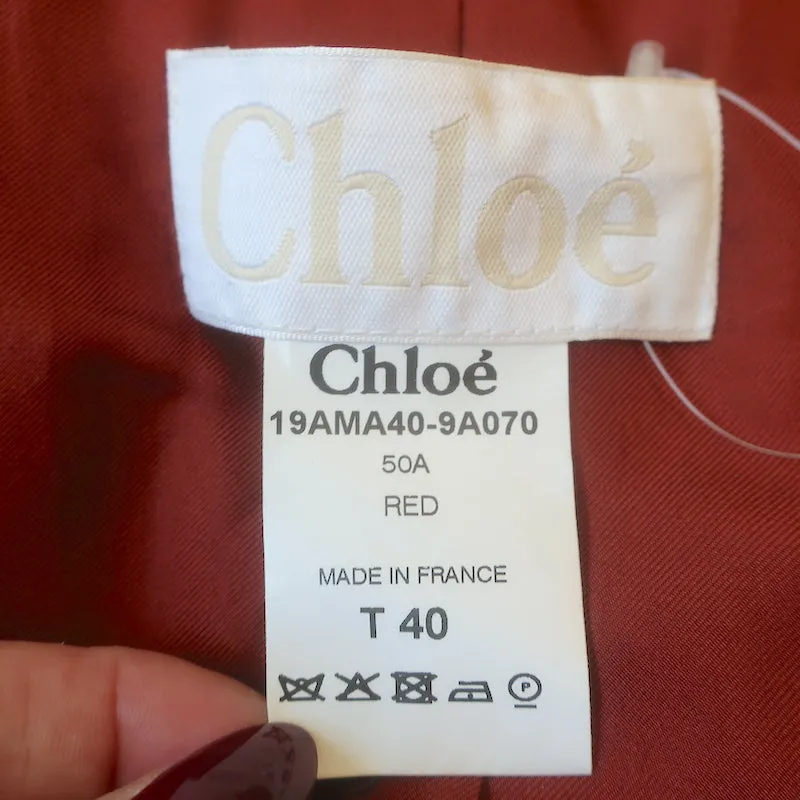 Chloé
Chloé
19AMA40-9A070
50A
RED
MADE IN FRANCE
T 40
P